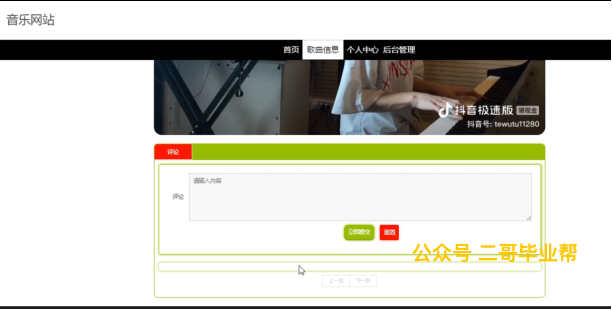 音乐网站
首页 歌曲信息 个人中心 后台管理
抖音极速版
抖音号: tewutu11280
评论
请输入内容
评论
立即提交 重置
公众号 二哥毕业帮
上一页 下一页